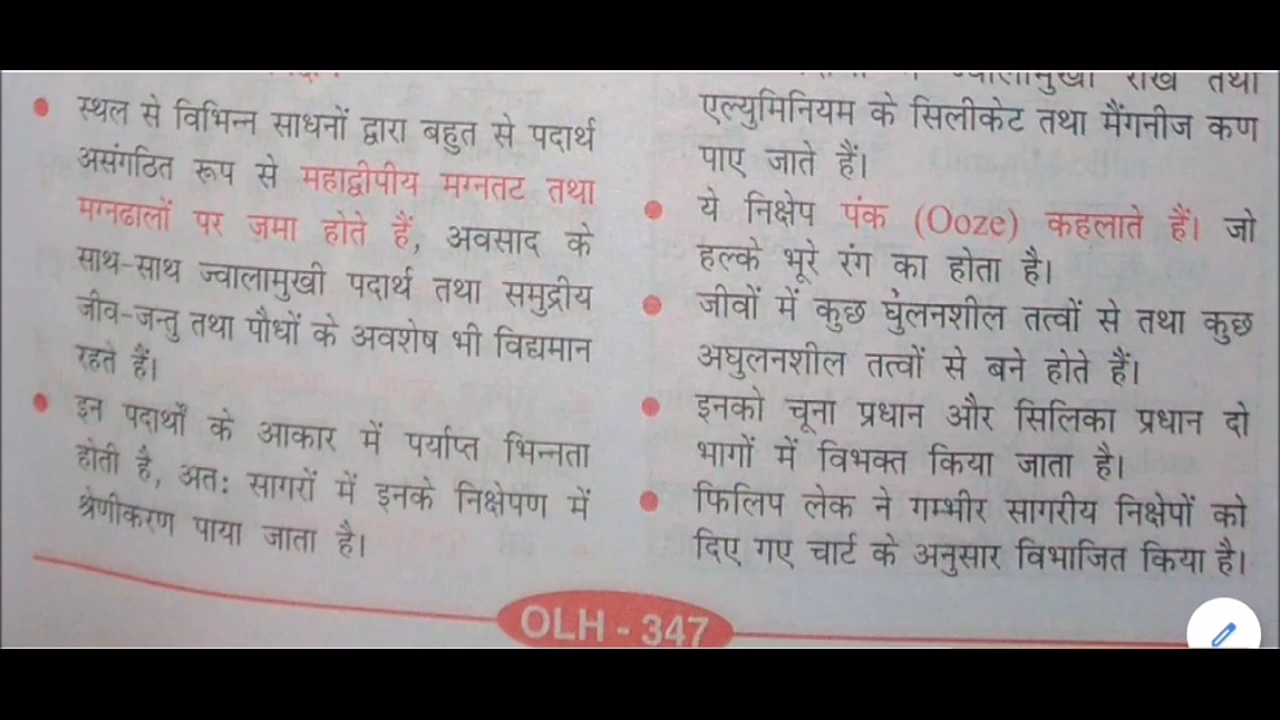 स्थल से विभिन्न साधनों द्वारा बहुत से पदार्थ
असंगठित रूप से महाद्वीपीय मग्नतट तथा
मग्नढालों पर ज़मा होते हैं, अवसाद के
साथ-साथ ज्वालामुखी पदार्थ तथा समुद्रीय
जीव-जन्तु तथा पौधों के अवशेष भी विद्यमान
रहते हैं।
इन पदार्थों के आकार में पर्याप्त भिन्नता
होती है, अतः सागरों में इनके निक्षेपण में
श्रेणीकरण पाया जाता है।
ज्वालामुखी राख तथा
एल्युमिनियम के सिलीकेट तथा मैंगनीज कण
पाए जाते हैं।
ये निक्षेप पंक (Ooze) कहलाते हैं। जो
हल्के भूरे रंग का होता है।
जीवों में कुछ घुलनशील तत्वों से तथा कुछ
अघुलनशील तत्वों से बने होते हैं।
इनको चूना प्रधान और सिलिका प्रधान दो
भागों में विभक्त किया जाता है।
फिलिप लेक ने गम्भीर सागरीय निक्षेपों को
दिए गए चार्ट के अनुसार विभाजित किया है।
OLH - 347